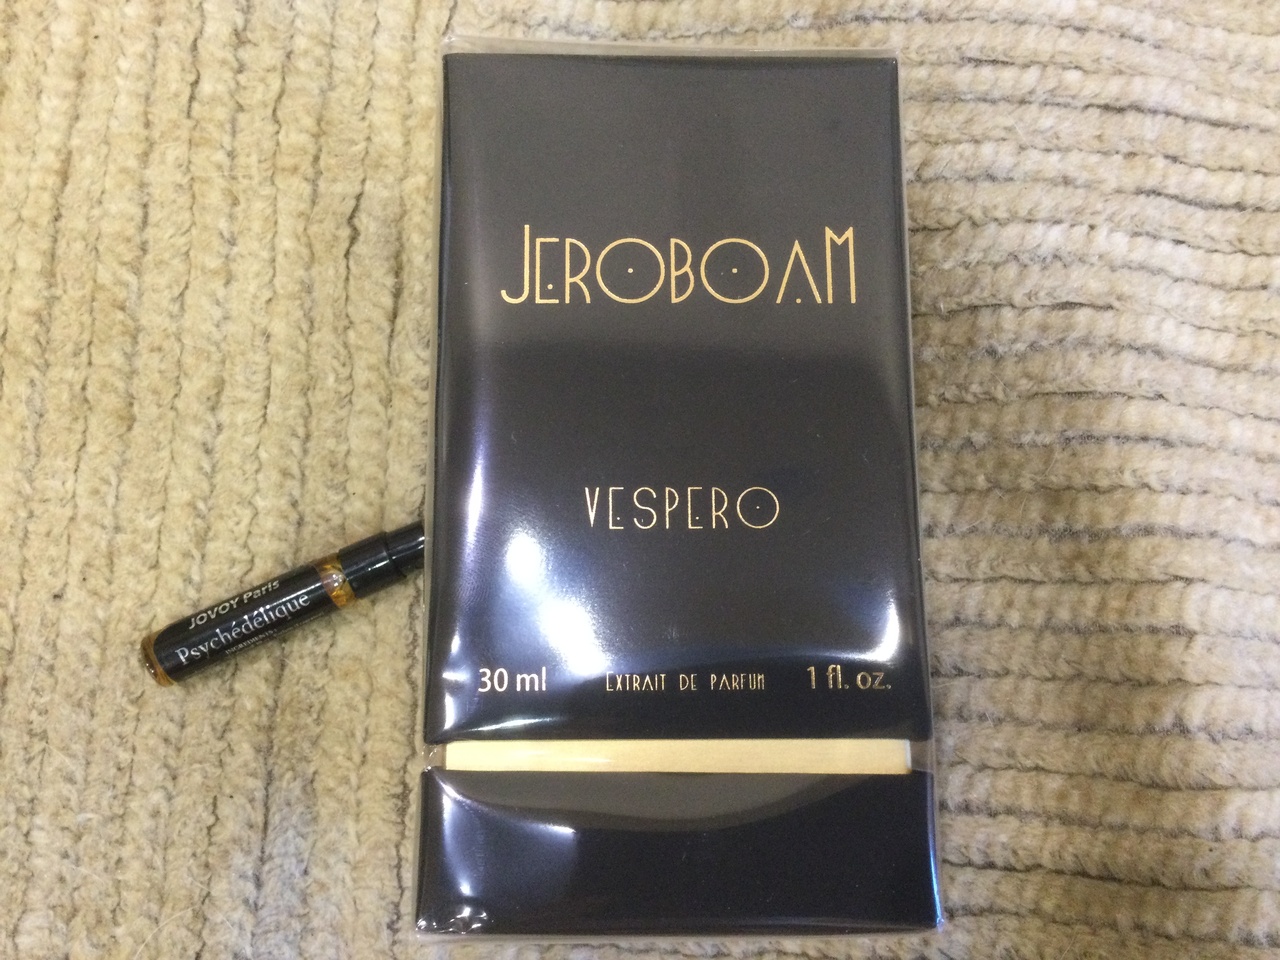 JEROBOAM
VESPERO
30 ml EXTRAIT DE PARFUM 1 fl. oz.
JOVOY Paris
Psychédélique